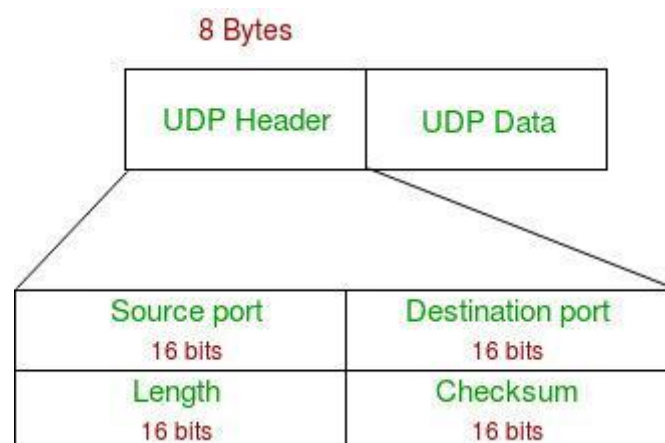 8 Bytes
UDP Header UDP Data
Source port Destination port
16 bits 16 bits
Length Checksum
16 bits 16 bits